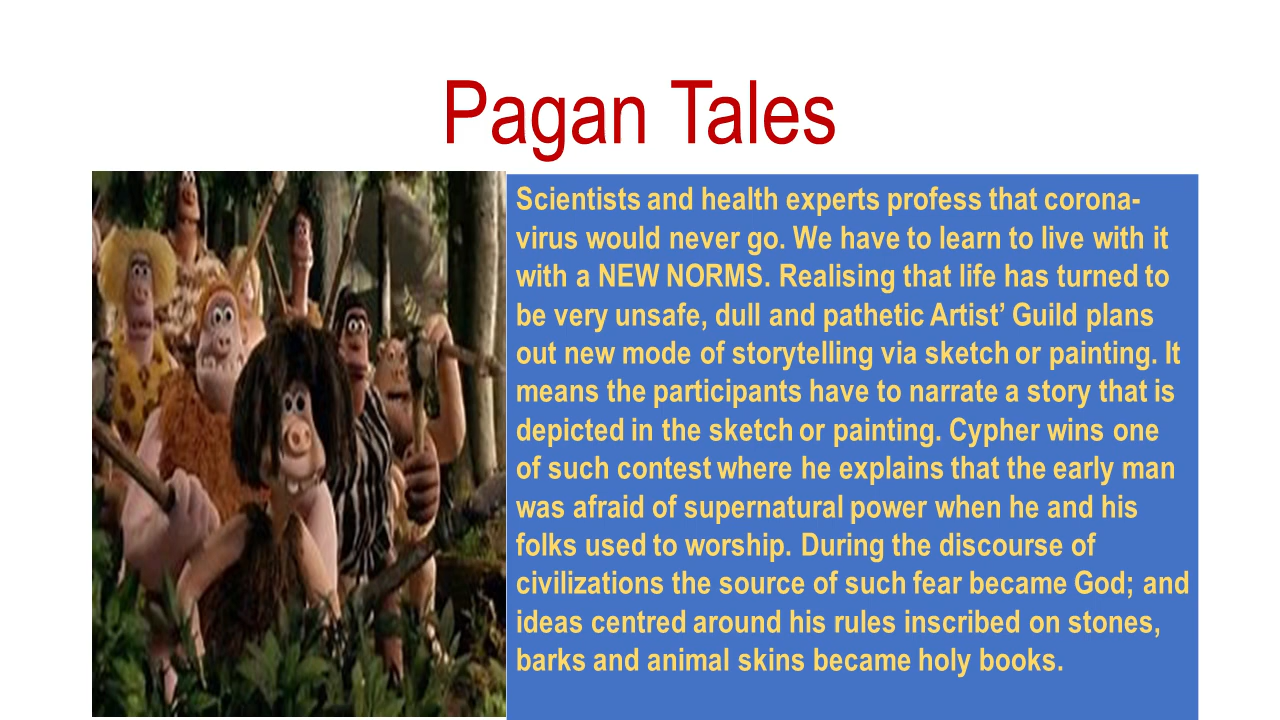 Pagan Tales
Scientists and health experts profess that corona-
virus would never go. We have to learn to live with it
with a NEW NORMS. Realising that life has turned to
be very unsafe, dull and pathetic Artist’ Guild plans
out new mode of storytelling via sketch or painting. It
means the participants have to narrate a story that is
depicted in the sketch or painting. Cypher wins one
of such contest where he explains that the early man
was afraid of supernatural power when he and his
folks used to worship. During the discourse of
civilizations the source of such fear became God; and
ideas centred around his rules inscribed on stones,
barks and animal skins became holy books.